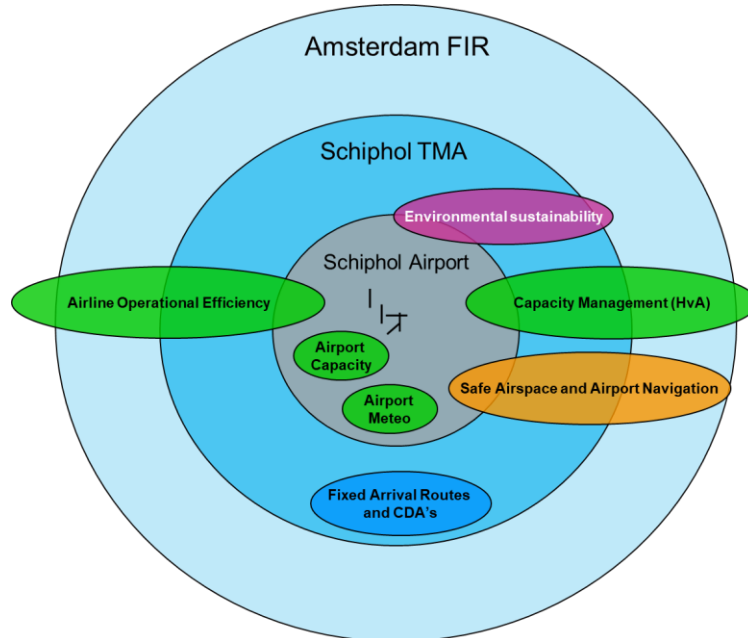 Amsterdam FIR
Schiphol TMA
Environmental sustainability
Schiphol Airport
Airline Operational Efficiency
Capacity Management (HvA)
Airport
Capacity
Safe Airspace and Airport Navigation
Airport
Meteo
Fixed Arrival Routes
and CDA's